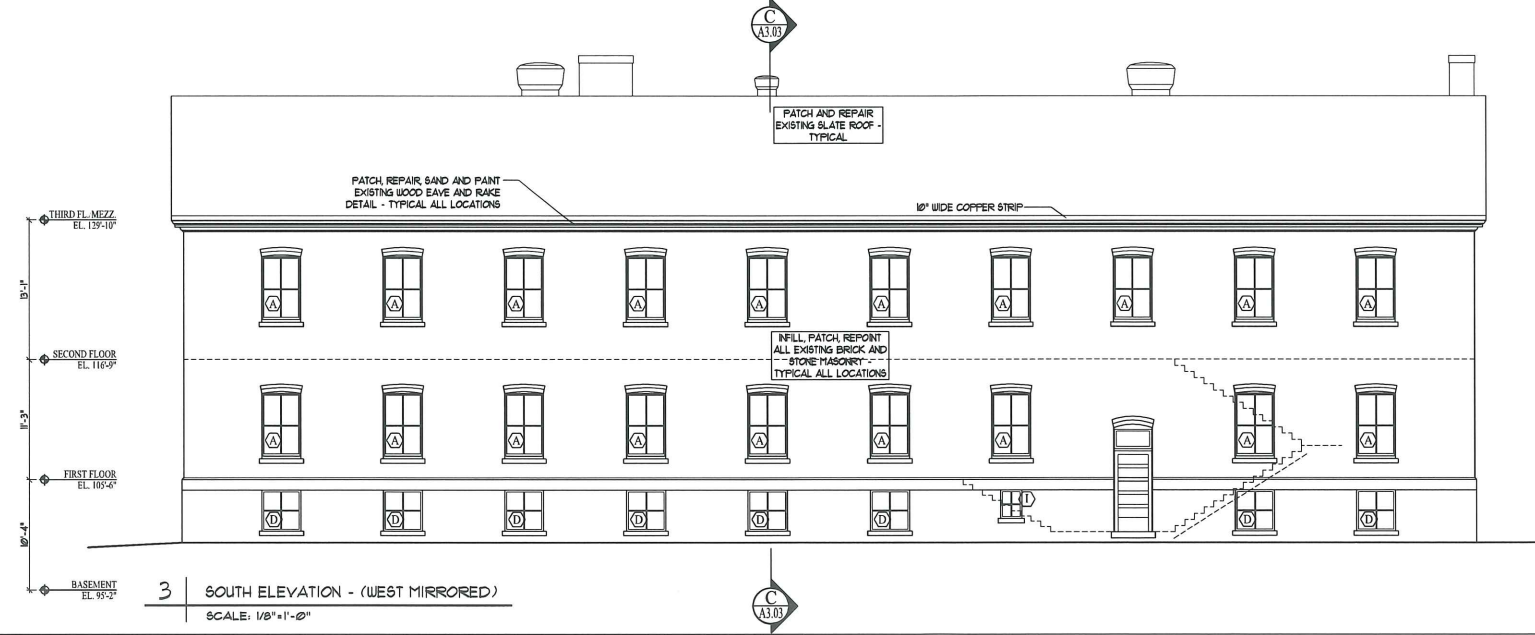 C
A3.03
PATCH AND REPAIR
EXISTING SLATE ROOF -
TYPICAL
PATCH, REPAIR, SAND AND PAINT
EXISTING WOOD EAVE AND RAKE
DETAIL - TYPICAL ALL LOCATIONS
10" WIDE COPPER STRIP
THIRD FL. MEZZ.
EL. 129'-10"
13'-1"
A A A A A A A A A A
INFILL, PATCH, REPOINT
ALL EXISTING BRICK AND
STONE MASONRY -
TYPICAL ALL LOCATIONS
SECOND FLOOR
EL. 116'-9"
11'-3"
A A A A A A A A A
FIRST FLOOR
EL. 105'-6"
10'-4"
D D D D D D I D D
BASEMENT
EL. 95'-2"
3 SOUTH ELEVATION - (WEST MIRRORED)
SCALE: 1/8"=1'-0"
C
A3.03